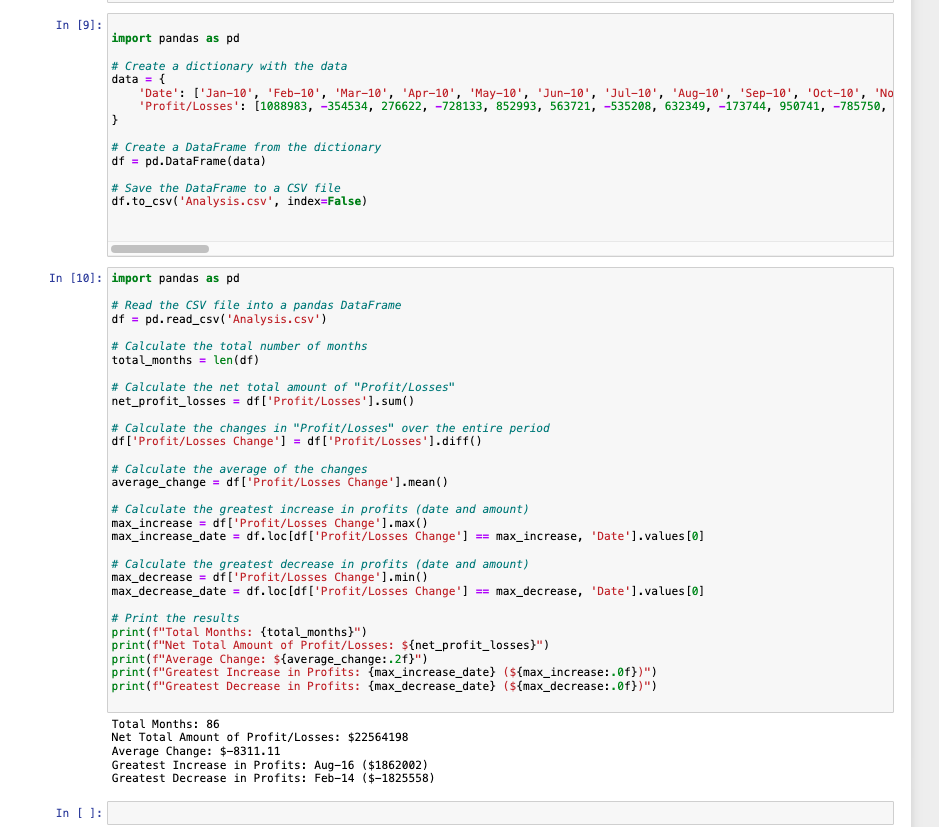 In [9]:
import pandas as pd
# Create a dictionary with the data
data = {
    'Date': ['Jan-10', 'Feb-10', 'Mar-10', 'Apr-10', 'May-10', 'Jun-10', 'Jul-10', 'Aug-10', 'Sep-10', 'Oct-10', 'No
    'Profit/Losses': [1088983, -354534, 276622, -728133, 852993, 563721, -535208, 632349, -173744, 950741, -785750,
}
# Create a DataFrame from the dictionary
df = pd.DataFrame(data)
# Save the DataFrame to a CSV file
df.to_csv('Analysis.csv', index=False)
In [10]:
import pandas as pd
# Read the CSV file into a pandas DataFrame
df = pd.read_csv('Analysis.csv')
# Calculate the total number of months
total_months = len(df)
# Calculate the net total amount of "Profit/Losses"
net_profit_losses = df['Profit/Losses'].sum()
# Calculate the changes in "Profit/Losses" over the entire period
df['Profit/Losses Change'] = df['Profit/Losses'].diff()
# Calculate the average of the changes
average_change = df['Profit/Losses Change'].mean()
# Calculate the greatest increase in profits (date and amount)
max_increase = df['Profit/Losses Change'].max()
max_increase_date = df.loc[df['Profit/Losses Change'] == max_increase, 'Date'].values[0]
# Calculate the greatest decrease in profits (date and amount)
max_decrease = df['Profit/Losses Change'].min()
max_decrease_date = df.loc[df['Profit/Losses Change'] == max_decrease, 'Date'].values[0]
# Print the results
print(f"Total Months: {total_months}")
print(f"Net Total Amount of Profit/Losses: ${net_profit_losses}")
print(f"Average Change: ${average_change:.2f}")
print(f"Greatest Increase in Profits: {max_increase_date} (${max_increase:.0f})")
print(f"Greatest Decrease in Profits: {max_decrease_date} (${max_decrease:.0f})")
Total Months: 86
Net Total Amount of Profit/Losses: $22564198
Average Change: $-8311.11
Greatest Increase in Profits: Aug-16 ($1862002)
Greatest Decrease in Profits: Feb-14 ($-1825558)
In [ ]: